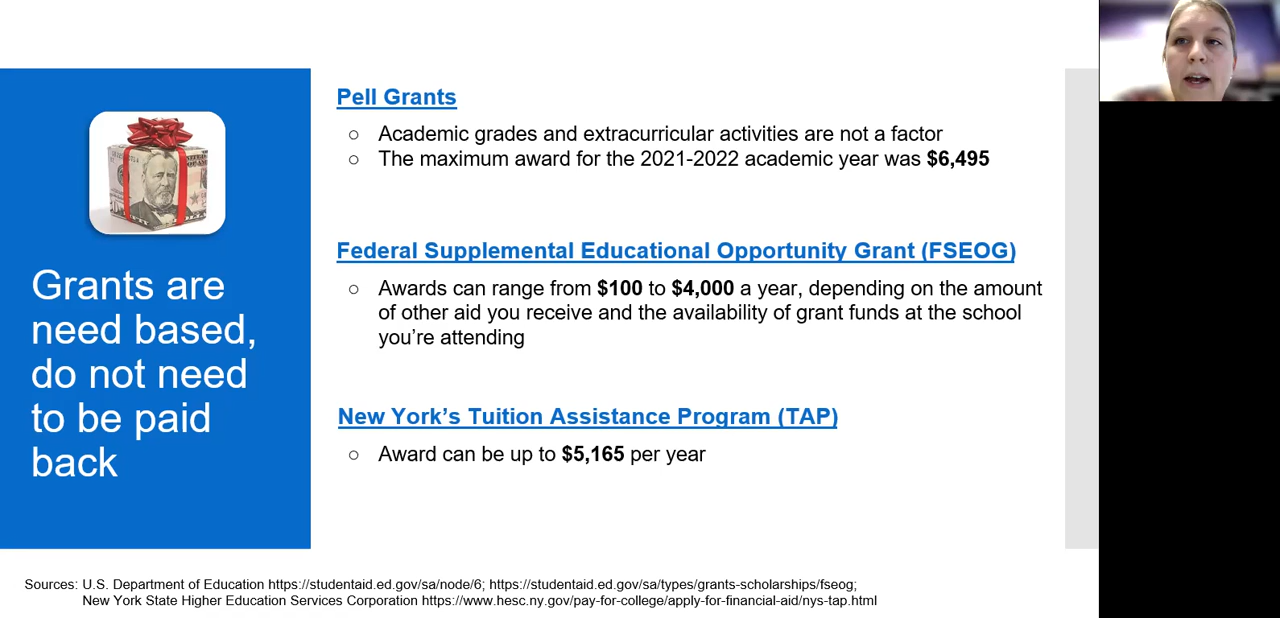 Grants are
need based,
do not need
to be paid
back
Pell Grants
○ Academic grades and extracurricular activities are not a factor
○ The maximum award for the 2021-2022 academic year was $6,495
Federal Supplemental Educational Opportunity Grant (FSEOG)
○ Awards can range from $100 to $4,000 a year, depending on the amount
of other aid you receive and the availability of grant funds at the school
you’re attending
New York’s Tuition Assistance Program (TAP)
○ Award can be up to $5,165 per year
Sources: U.S. Department of Education https://studentaid.ed.gov/sa/node/6; https://studentaid.ed.gov/sa/types/grants-scholarships/fseog;
New York State Higher Education Services Corporation https://www.hesc.ny.gov/pay-for-college/apply-for-financial-aid/nys-tap.html